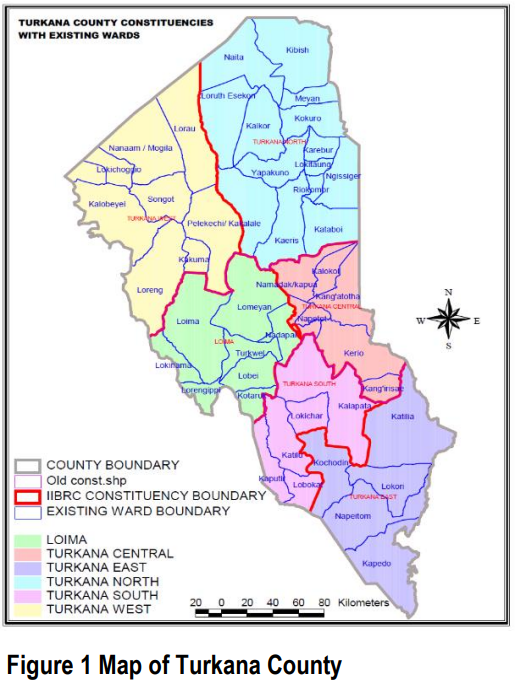 TURKANA COUNTY CONSTITUENCIES
WITH EXISTING WARDS
Kibish
Naita
Loruth Esekon
Meyan
Kokuro
Lorau
Kaikor
TURKANA NORTH
Nanaam / Mogila
Karebur
Lokichoggio
Yapakuno
Lokitaung
Ngissiger
Songot
Riokomor
Kalobeyei
TURKANA WEST
Pelekechi/ Kakalale
Kataboi
Kaeris
Kakuma
Kalokol
Loreng
Namadak/kapua
Kang'atotha
Lomeyan
TURKANA CENTRAL
Loima
Napetet
Nadapal
LOIMA
Turkwel
Kerio
Lokiriama
Lobei
TURKANA SOUTH
Kang'irisae
Lorengippi
Kotaruk
Kalapata
Lokichar
Katilia
Katilu
Kochodin
Kaputir
Lobokat
Lokori
TURKANA EAST
Napeitom
Kapedo
N
W
E
S
COUNTY BOUNDARY
Old const.shp
IIBRC CONSTITUENCY BOUNDARY
EXISTING WARD BOUNDARY
LOIMA
TURKANA CENTRAL
TURKANA EAST
TURKANA NORTH
TURKANA SOUTH
TURKANA WEST
20 0 20 40 60 80 Kilometers
Figure 1 Map of Turkana County